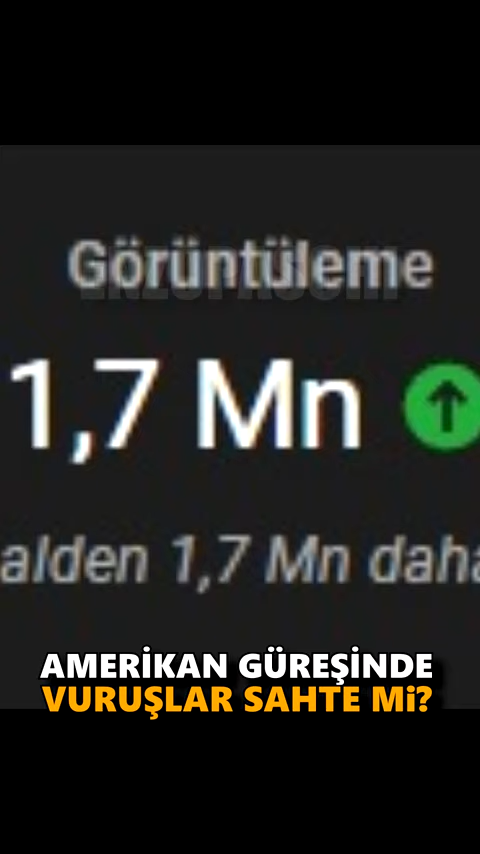 Görüntüleme
1,7 Mn
alden 1,7 Mn daha
AMERİKAN GÜREŞİNDE
VURUŞLAR SAHTE Mi?